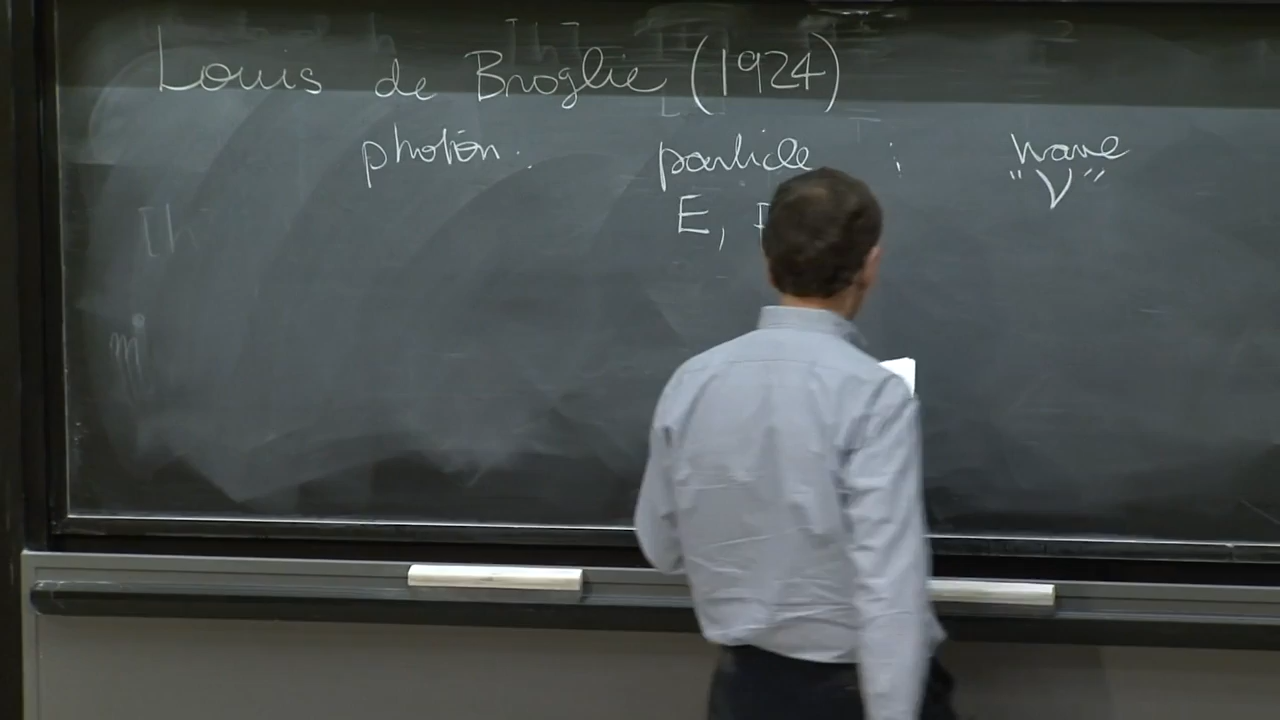 Louis de Broglie (1924)
photon : particle : wave
E, "ν"